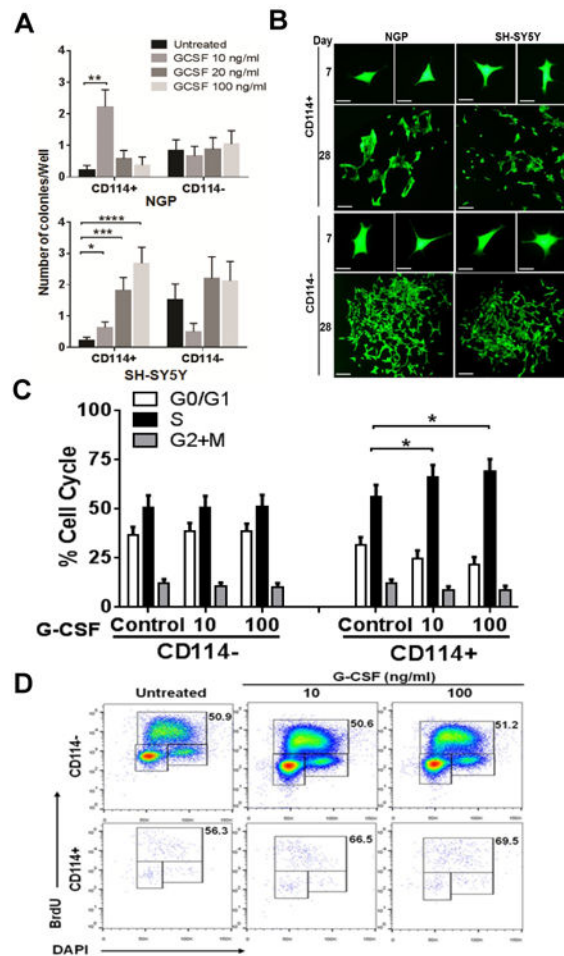 A
Untreated
GCSF 10 ng/ml
GCSF 20 ng/ml
GCSF 100 ng/ml
4
3
2
1
0
**
CD114+ CD114-
NGP
Number of colonies/Well
4
3
2
1
0
****
***
*
CD114+ CD114-
SH-SY5Y
B
NGP SH-SY5Y
Day
7
CD114+
28
7
CD114-
28
C
G0/G1
S
G2+M
% Cell Cycle
100
75
50
25
0
*
*
G-CSF Control 10 100 Control 10 100
CD114- CD114+
D
G-CSF (ng/ml)
Untreated 10 100
CD114-
50.9 50.6 51.2
CD114+
56.3 66.5 69.5
BrdU
DAPI